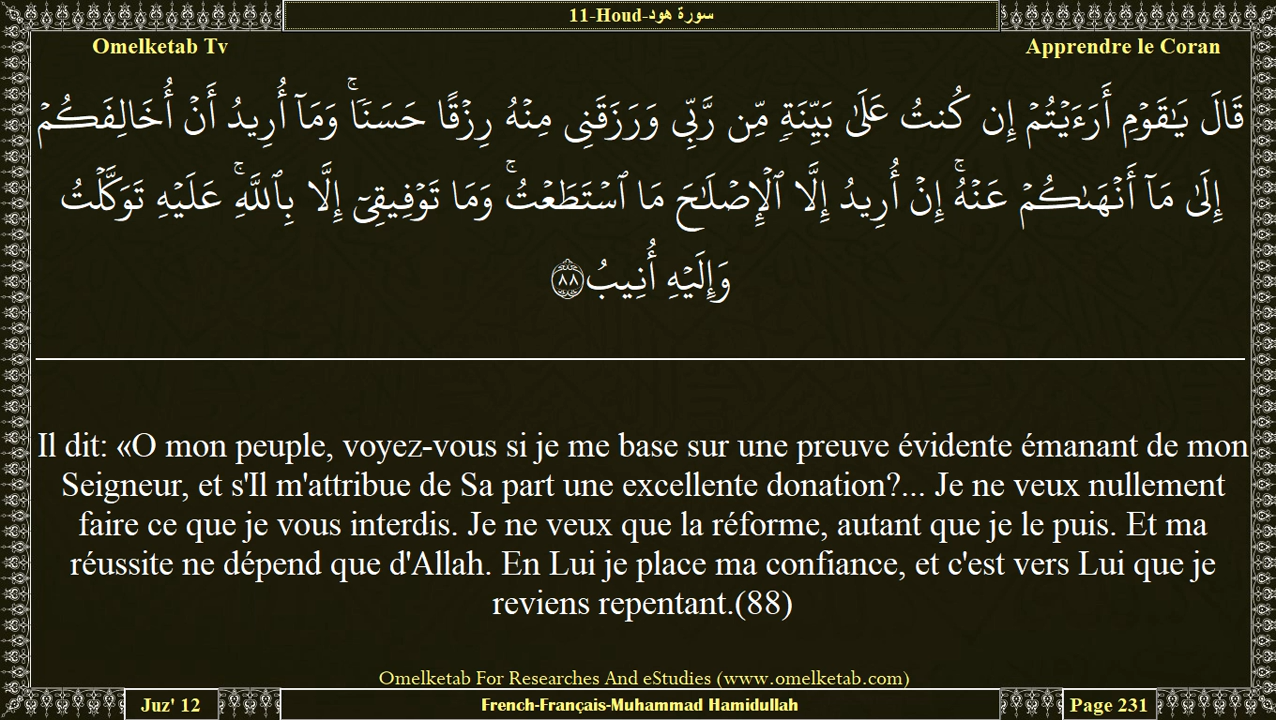 11-Houd-سورة هود
Omelketab Tv
Apprendre le Coran
قَالَ يَـٰقَوۡمِ أَرَءَيۡتُمۡ إِن كُنتُ عَلَىٰ بَيِّنَةٖ مِّن رَّبِّي وَرَزَقَنِي مِنۡهُ رِزۡقًا حَسَنٗاۚ وَمَآ أُرِيدُ أَنۡ أُخَالِفَكُمۡ
إِلَىٰ مَآ أَنۡهَىٰكُمۡ عَنۡهُۚ إِنۡ أُرِيدُ إِلَّا ٱلۡإِصۡلَٰحَ مَا ٱسۡتَطَعۡتُۚ وَمَا تَوۡفِيقِيٓ إِلَّا بِٱللَّهِۚ عَلَيۡهِ تَوَكَّلۡتُ
وَإِلَيۡهِ أُنِيبُ ٨٨
Il dit: «O mon peuple, voyez-vous si je me base sur une preuve évidente émanant de mon
Seigneur, et s'Il m'attribue de Sa part une excellente donation?... Je ne veux nullement
faire ce que je vous interdis. Je ne veux que la réforme, autant que je le puis. Et ma
réussite ne dépend que d'Allah. En Lui je place ma confiance, et c'est vers Lui que je
reviens repentant.(88)
Omelketab For Researches And eStudies (www.omelketab.com)
Juz' 12
French-Français-Muhammad Hamidullah
Page 231